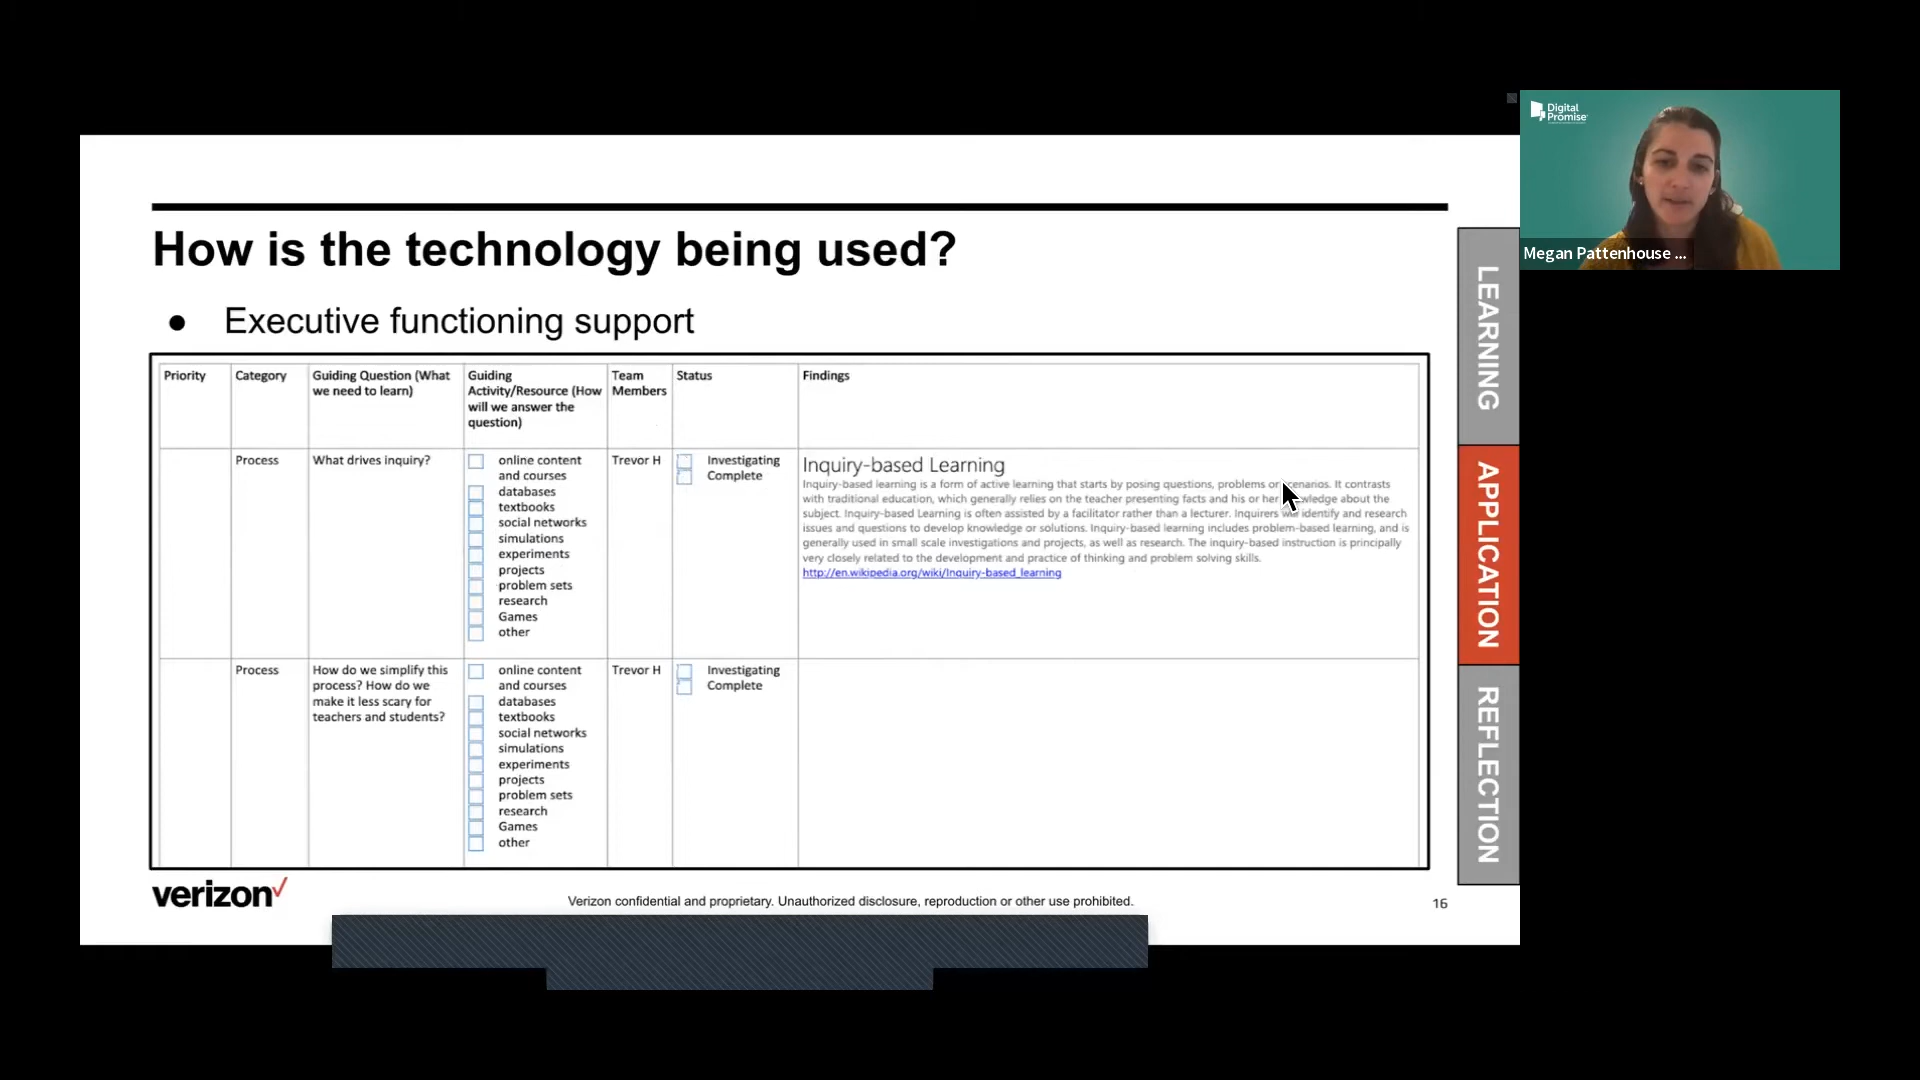 Digital
Promise
Megan Pattenhouse ...
How is the technology being used?
● Executive functioning support
Priority
Category
Guiding Question (What
we need to learn)
Guiding
Activity/Resource (How
will we answer the
question)
Team
Members
Status
Findings
Process
What drives inquiry?
online content
and courses
databases
textbooks
social networks
simulations
experiments
projects
problem sets
research
Games
other
Trevor H
Investigating
Complete
Inquiry-based Learning
Inquiry-based learning is a form of active learning that starts by posing questions, problems or scenarios. It contrasts
with traditional education, which generally relies on the teacher presenting facts and his or her knowledge about the
subject. Inquiry-based Learning is often assisted by a facilitator rather than a lecturer. Inquirers will identify and research
issues and questions to develop knowledge or solutions. Inquiry-based learning includes problem-based learning, and is
generally used in small scale investigations and projects, as well as research. The inquiry-based instruction is principally
very closely related to the development and practice of thinking and problem solving skills.
http://en.wikipedia.org/wiki/Inquiry-based_learning
Process
How do we simplify this
process? How do we
make it less scary for
teachers and students?
online content
and courses
databases
textbooks
social networks
simulations
experiments
projects
problem sets
research
Games
other
Trevor H
Investigating
Complete
LEARNING
APPLICATION
REFLECTION
verizon
Verizon confidential and proprietary. Unauthorized disclosure, reproduction or other use prohibited.
16